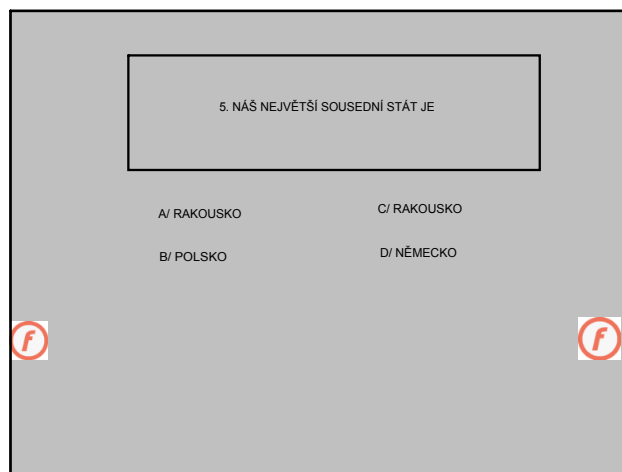 5. NÁŠ NEJVĚTŠÍ SOUSEDNÍ STÁT JE
A/ RAKOUSKO
B/ POLSKO
C/ RAKOUSKO
D/ NĚMECKO
f
f